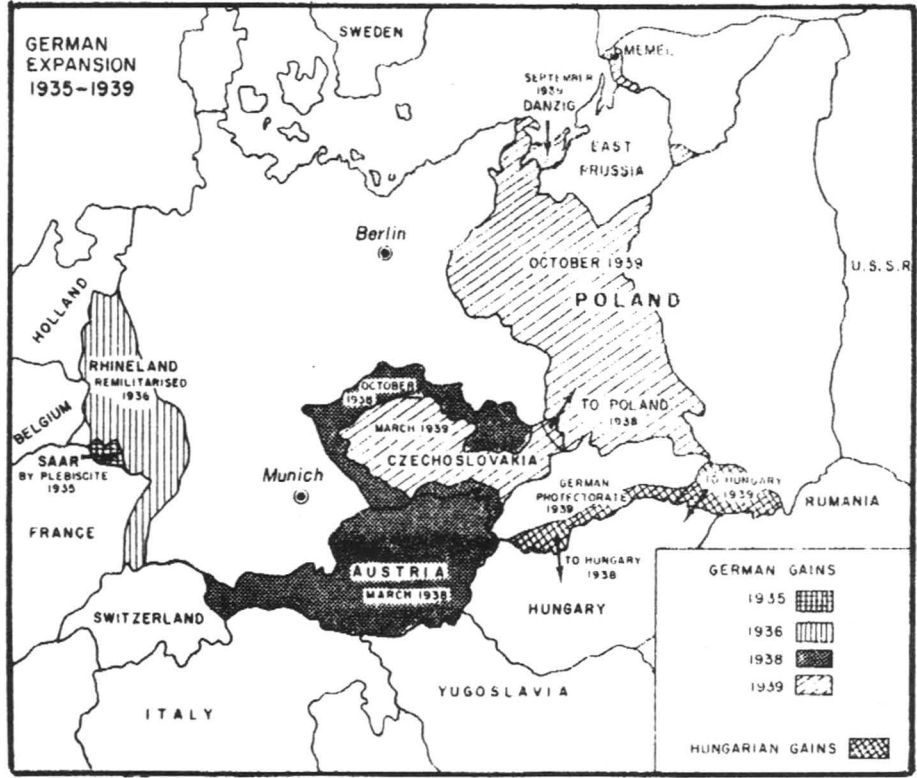 GERMAN
EXPANSION
1935-1939
SWEDEN
MEMEL
SEPTEMBER
1939
DANZIG
EAST
PRUSSIA
Berlin
OCTOBER 1939
POLAND
U.S.S.R
HOLLAND
RHINELAND
REMILITARISED
1936
BELGIUM
OCTOBER
1938
TO POLAND
1938
MARCH 1939
CZECHOSLOVAKIA
SAAR
BY PLEBISCITE
1935
Munich
GERMAN
PROTECTORATE
1939
TO HUNGARY
1939
RUMANIA
FRANCE
TO HUNGARY
1938
AUSTRIA
MARCH 1938
HUNGARY
SWITZERLAND
YUGOSLAVIA
ITALY
GERMAN GAINS
1935
1936
1938
1939
HUNGARIAN GAINS